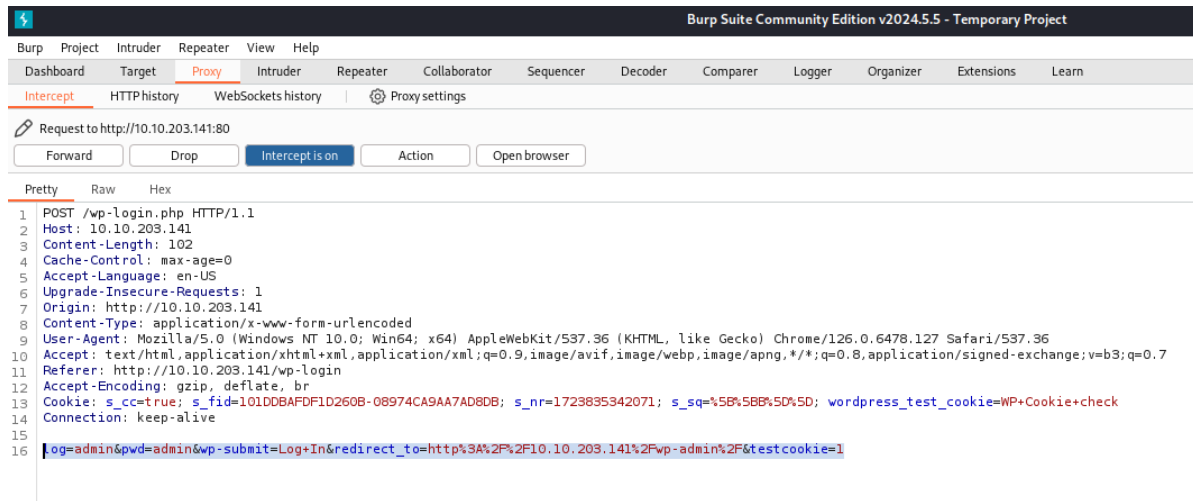 Burp Suite Community Edition v2024.5.5 - Temporary Project
Burp Project Intruder Repeater View Help
Dashboard Target Proxy Intruder Repeater Collaborator Sequencer Decoder Comparer Logger Organizer Extensions Learn
Intercept HTTP history WebSockets history Proxy settings
Request to http://10.10.203.141:80
Forward Drop Intercept is on Action Open browser
Pretty Raw Hex
1 POST /wp-login.php HTTP/1.1
2 Host: 10.10.203.141
3 Content-Length: 102
4 Cache-Control: max-age=0
5 Accept-Language: en-US
6 Upgrade-Insecure-Requests: 1
7 Origin: http://10.10.203.141
8 Content-Type: application/x-www-form-urlencoded
9 User-Agent: Mozilla/5.0 (Windows NT 10.0; Win64; x64) AppleWebKit/537.36 (KHTML, like Gecko) Chrome/126.0.6478.127 Safari/537.36
10 Accept: text/html,application/xhtml+xml,application/xml;q=0.9,image/avif,image/webp,image/apng,*/*;q=0.8,application/signed-exchange;v=b3;q=0.7
11 Referer: http://10.10.203.141/wp-login
12 Accept-Encoding: gzip, deflate, br
13 Cookie: s_cc=true; s_fid=101DDBAFDF1D260B-08974CA9AA7AD8DB; s_nr=1723835342071; s_sq=%5B%5BB%5D%5D; wordpress_test_cookie=WP+Cookie+check
14 Connection: keep-alive
15
16 log=admin&pwd=admin&wp-submit=Log+In&redirect_to=http%3A%2F%2F10.10.203.141%2Fwp-admin%2F&testcookie=1